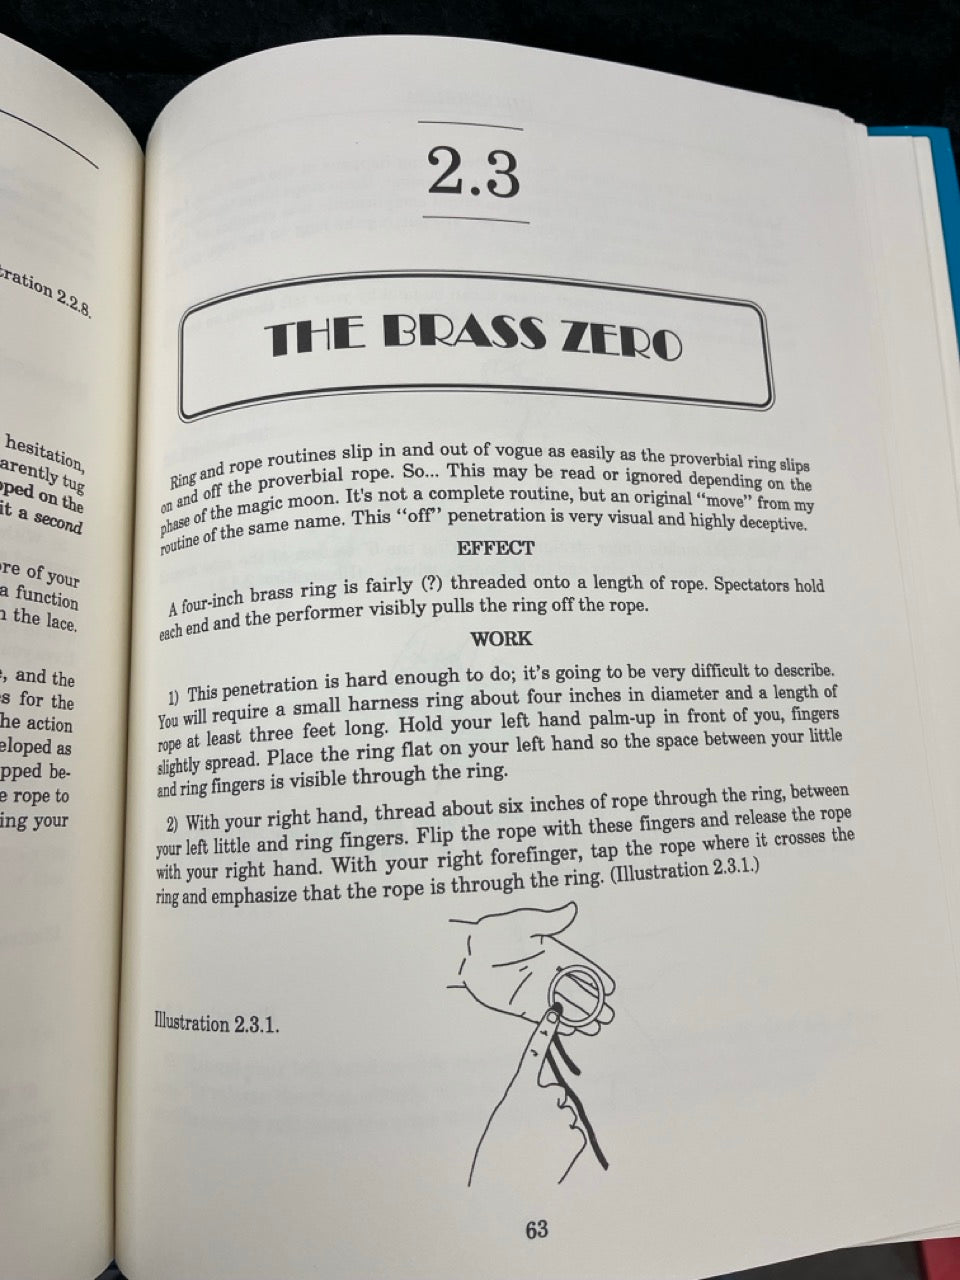 tration 2.2.8.
hesitation,
arently tug
pped on the
it a second
re of your
a function
n the lace.
, and the
s for the
he action
eloped as
pped be-
e rope to
ing your
2.3
THE BRASS ZERO
Ring and rope routines slip in and out of vogue as easily as the proverbial ring slips
on and off the proverbial rope. So... This may be read or ignored depending on the
phase of the magic moon. It's not a complete routine, but an original “move” from my
routine of the same name. This “off” penetration is very visual and highly deceptive.
EFFECT
A four-inch brass ring is fairly (?) threaded onto a length of rope. Spectators hold
each end and the performer visibly pulls the ring off the rope.
WORK
1) This penetration is hard enough to do; it's going to be very difficult to describe.
You will require a small harness ring about four inches in diameter and a length of
rope at least three feet long. Hold your left hand palm-up in front of you, fingers
slightly spread. Place the ring flat on your left hand so the space between your little
and ring fingers is visible through the ring.
2) With your right hand, thread about six inches of rope through the ring, between
your left little and ring fingers. Flip the rope with these fingers and release the rope
with your right hand. With your right forefinger, tap the rope where it crosses the
ring and emphasize that the rope is through the ring. (Illustration 2.3.1.)
Illustration 2.3.1.
63